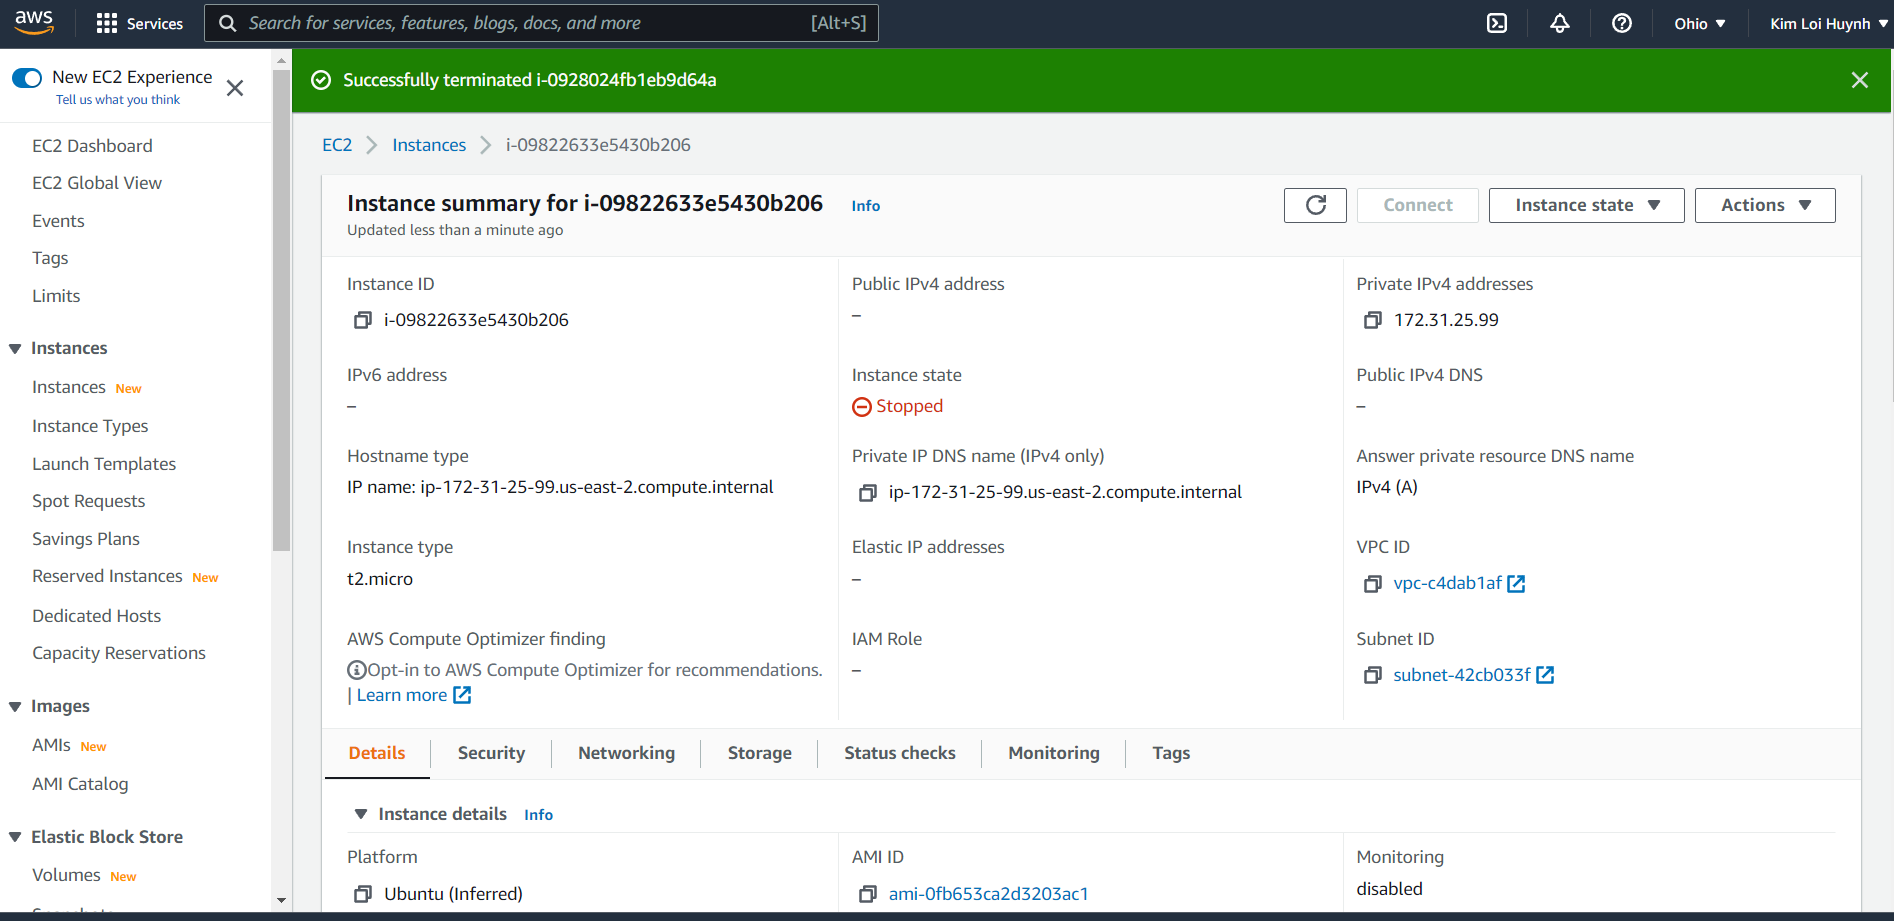 aws
Services
Search for services, features, blogs, docs, and more
[Alt+S]
Ohio
Kim Loi Huynh
New EC2 Experience
Tell us what you think
EC2 Dashboard
EC2 Global View
Events
Tags
Limits
Instances
Instances New
Instance Types
Launch Templates
Spot Requests
Savings Plans
Reserved Instances New
Dedicated Hosts
Capacity Reservations
Images
AMIs New
AMI Catalog
Elastic Block Store
Volumes New
Successfully terminated i-0928024fb1eb9d64a
EC2
Instances
i-09822633e5430b206
Instance summary for i-09822633e5430b206 Info
Updated less than a minute ago
Connect
Instance state
Actions
Instance ID
i-09822633e5430b206
Public IPv4 address
–
Private IPv4 addresses
172.31.25.99
IPv6 address
–
Instance state
Stopped
Public IPv4 DNS
–
Hostname type
IP name: ip-172-31-25-99.us-east-2.compute.internal
Private IP DNS name (IPv4 only)
ip-172-31-25-99.us-east-2.compute.internal
Answer private resource DNS name
IPv4 (A)
Instance type
t2.micro
Elastic IP addresses
–
VPC ID
vpc-c4dab1af
AWS Compute Optimizer finding
Opt-in to AWS Compute Optimizer for recommendations.
| Learn more
IAM Role
–
Subnet ID
subnet-42cb033f
Details
Security
Networking
Storage
Status checks
Monitoring
Tags
Instance details Info
Platform
Ubuntu (Inferred)
AMI ID
ami-0fb653ca2d3203ac1
Monitoring
disabled